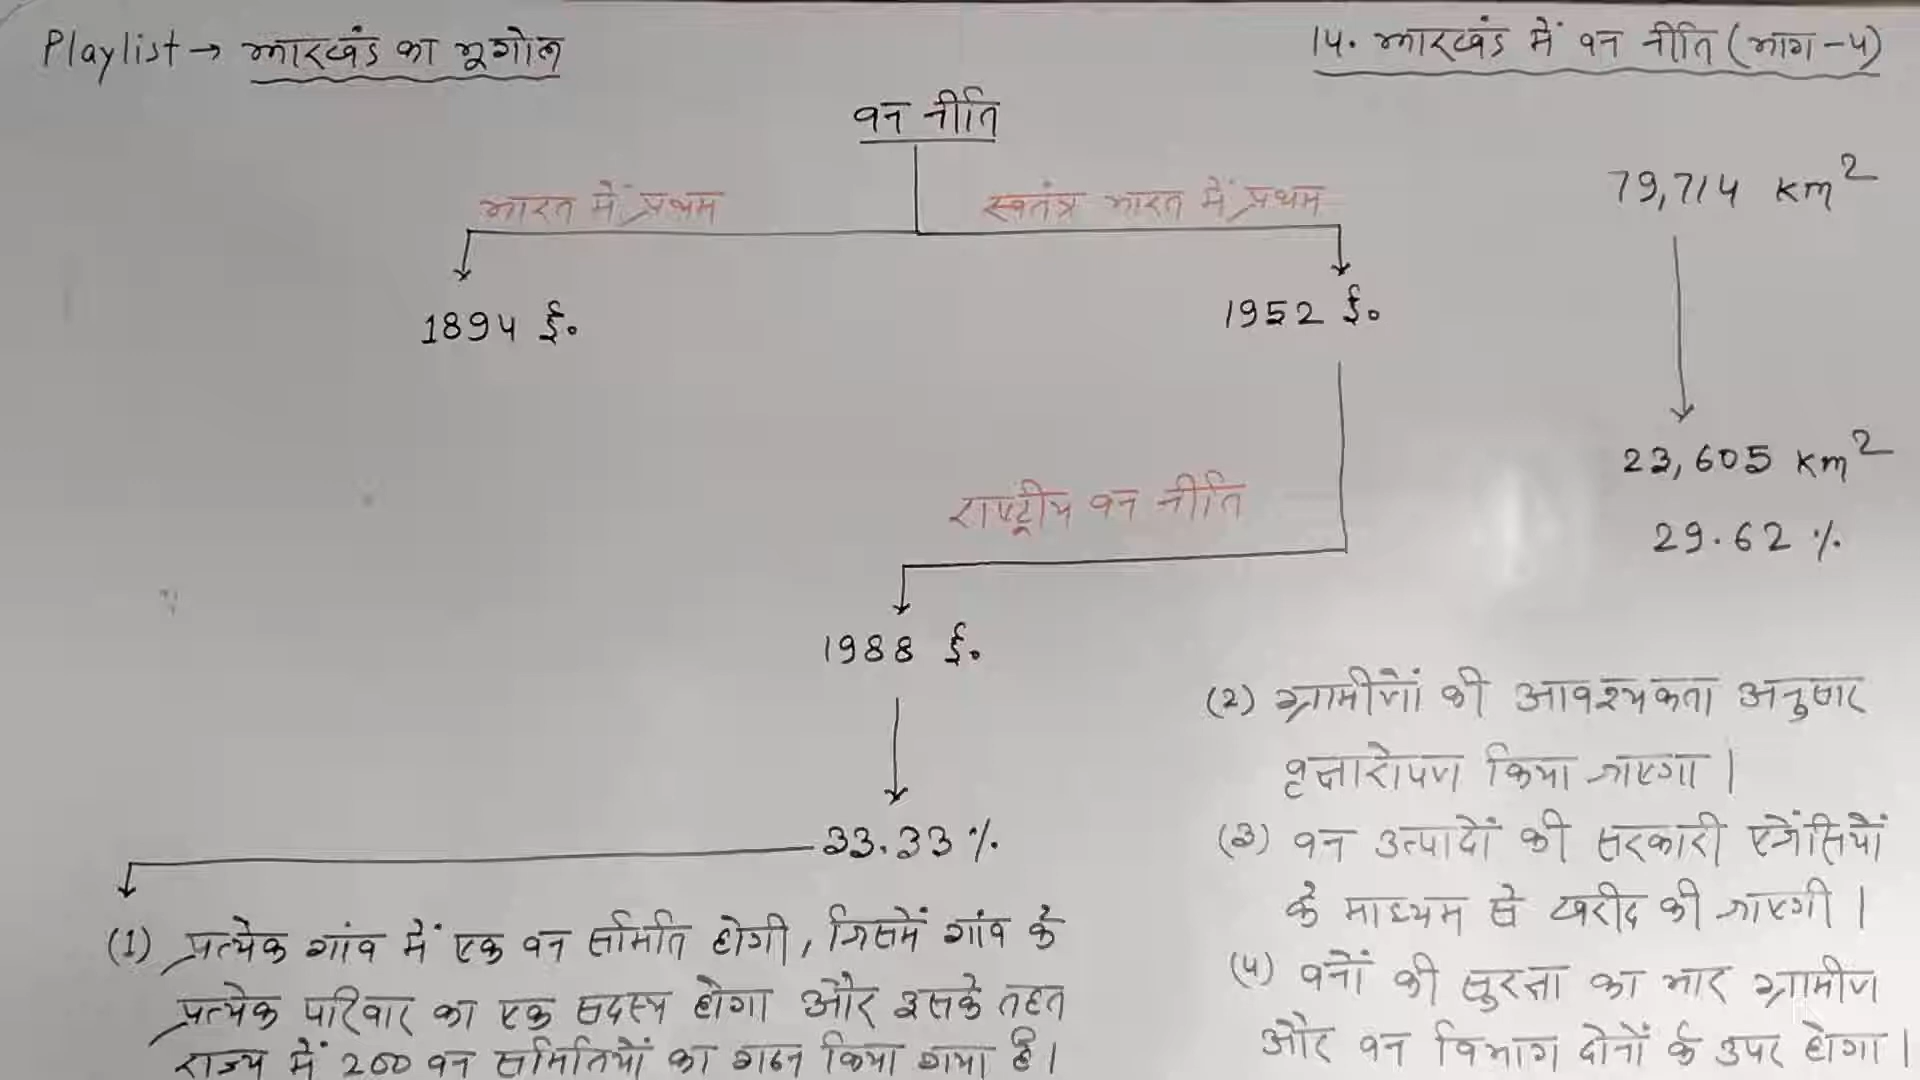 Playlist → झारखंड का भूगोल
14. झारखंड में वन नीति (भाग-4)
वन नीति
भारत में प्रथम
स्वतंत्र भारत में प्रथम
79,714 km²
1894 ई०
1952 ई०
23,605 km²
राष्ट्रीय वन नीति
29.62 %
1988 ई०
33.33 %
(1) प्रत्येक गांव में एक वन समिति होगी, जिसमें गांव के
प्रत्येक परिवार का एक सदस्य होगा और इसके तहत
राज्य में 200 वन समितियों का गठन किया गया है।
(2) ग्रामीणों की आवश्यकता अनुसार
वृक्षारोपण किया जाएगा।
(3) वन उत्पादों की सरकारी एजेंसियों
के माध्यम से खरीद की जाएगी।
(4) वनों की सुरक्षा का भार ग्रामीण
और वन विभाग दोनों के उपर होगा।